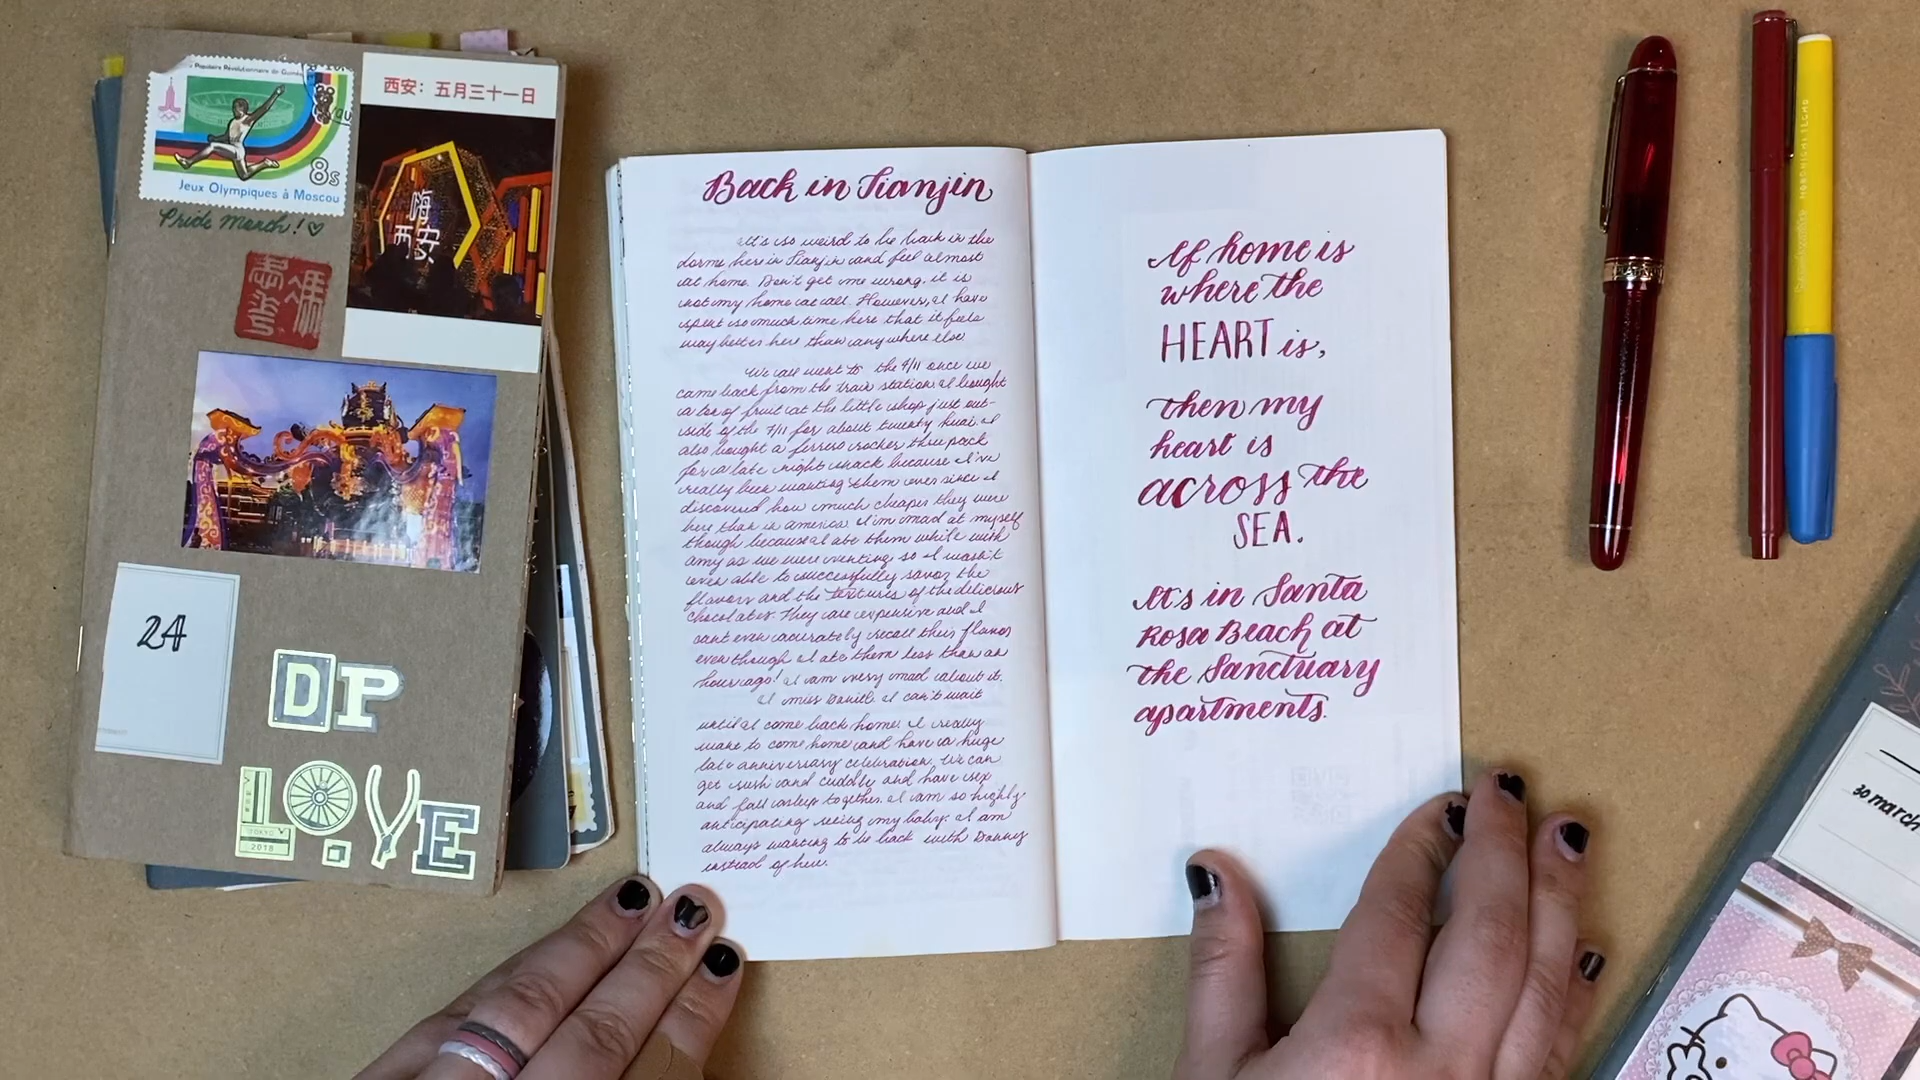 Populaire Révolutionnaire de Guinée
8s
Jeux Olympiques à Moscou
Pride March! ♡
西安：五月三十一日
西安
24
DP
LOVE
TOKYO
2018
Back in Tianjin
It's so weird to be back in the
dorms here in Tianjin and feel almost
at home. Don't get me wrong, it is
not my home at all. However, I have
spent so much time here that it feels
way better here than anywhere else.
We all went to the 7/11 once we
came back from the train station. I bought
a ton of fruit at the little shop just out-
side of the 7/11 for about twenty kuai. I
also bought a ferrero rocher three pack
for a late night snack because I've
really been wanting them ever since I
discovered how much cheaper they were
here than in america. I'm mad at myself
though because I ate them while with
amy as we were venting so I wasn't
even able to successfully savor the
flavors and the textures of the delicious
chocolates. They are expensive and I
can't even accurately recall their flavor
even though I ate them less than an
hour ago! I am very mad about it.
I miss Daniel. I can't wait
until I come back home. I really
want to come home and have a huge
late anniversary celebration. We can
get sushi and cuddle and have sex
and fall asleep together. I am so highly
anticipating seeing my baby. I am
always wanting to be back with Danny
instead of here.
If home is
where the
HEART is,
then my
heart is
across the
SEA.
It's in Santa
Rosa Beach at
the Sanctuary
apartments.
30 march